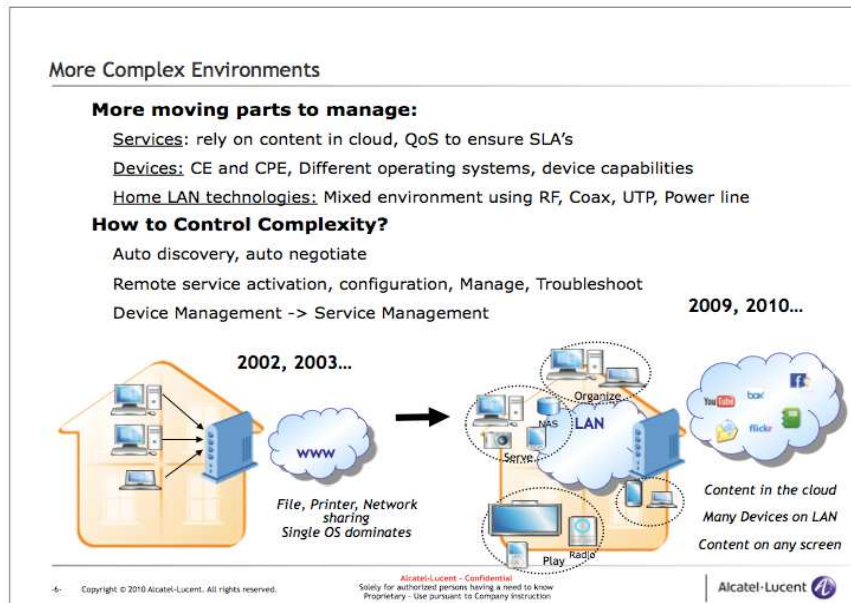 More Complex Environments
More moving parts to manage:
Services: rely on content in cloud, QoS to ensure SLA's
Devices: CE and CPE, Different operating systems, device capabilities
Home LAN technologies: Mixed environment using RF, Coax, UTP, Power line
How to Control Complexity?
Auto discovery, auto negotiate
Remote service activation, configuration, Manage, Troubleshoot
Device Management -> Service Management
2009, 2010...
2002, 2003...
Organize
NAS
LAN
Serve
You Tube
box
f
flickr
www
File, Printer, Network
sharing
Single OS dominates
Radio
Play
Content in the cloud
Many Devices on LAN
Content on any screen
-6-
Copyright © 2010 Alcatel-Lucent. All rights reserved.
Alcatel-Lucent - Confidential
Solely for authorized persons having a need to know
Proprietary - Use pursuant to Company instruction
Alcatel-Lucent